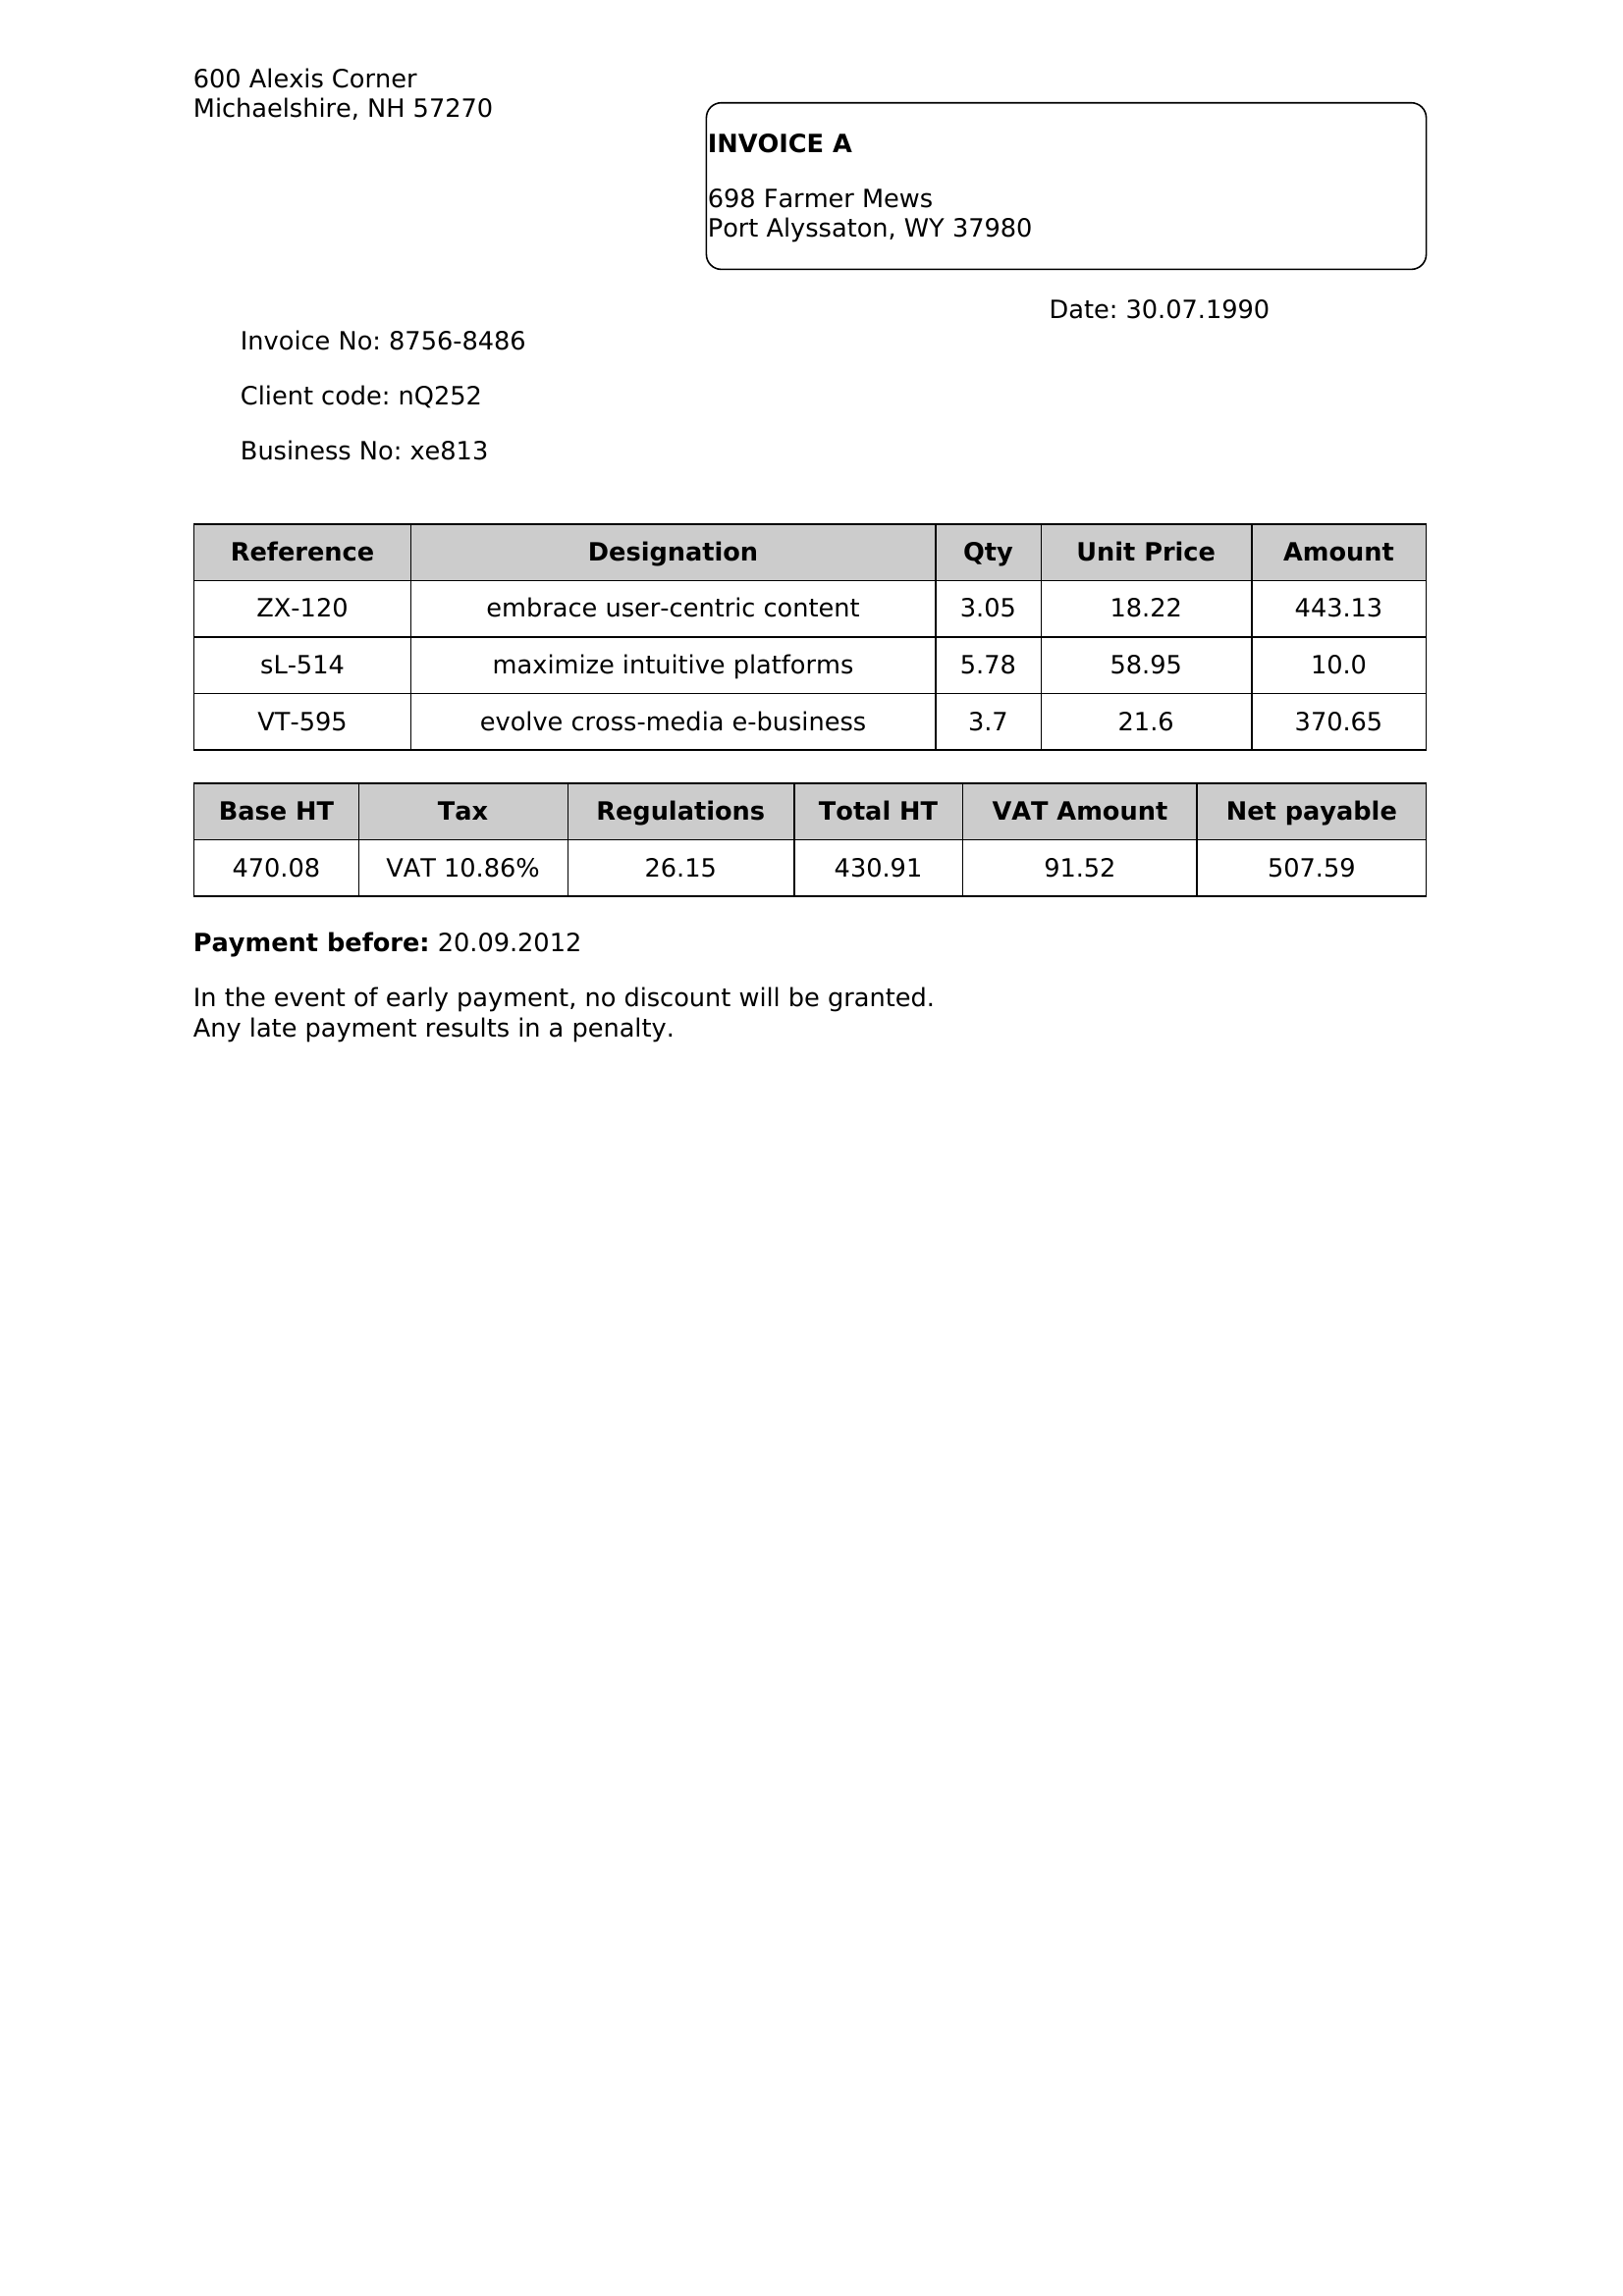 600 Alexis Corner
Michaelshire, NH 57270
INVOICE A
698 Farmer Mews
Port Alyssaton, WY 37980
Date: 30.07.1990
Invoice No: 8756-8486
Client code: nQ252
Business No: xe813
Reference Designation Qty Unit Price Amount
ZX-120 embrace user-centric content 3.05 18.22 443.13
sL-514 maximize intuitive platforms 5.78 58.95 10.0
VT-595 evolve cross-media e-business 3.7 21.6 370.65
Base HT Tax Regulations Total HT VAT Amount Net payable
470.08 VAT 10.86% 26.15 430.91 91.52 507.59
Payment before: 20.09.2012
In the event of early payment, no discount will be granted.
Any late payment results in a penalty.